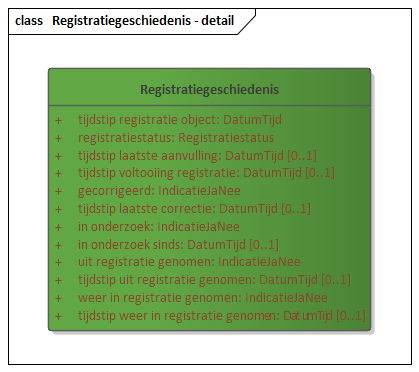 class Registratiegeschiedenis - detail
Registratiegeschiedenis
+ tijdstip registratie object: DatumTijd
+ registratiestatus: Registratiestatus
+ tijdstip laatste aanvulling: DatumTijd [0..1]
+ tijdstip voltooiing registratie: DatumTijd [0..1]
+ gecorrigeerd: IndicatieJaNee
+ tijdstip laatste correctie: DatumTijd [0..1]
+ in onderzoek: IndicatieJaNee
+ in onderzoek sinds: DatumTijd [0..1]
+ uit registratie genomen: IndicatieJaNee
+ tijdstip uit registratie genomen: DatumTijd [0..1]
+ weer in registratie genomen: IndicatieJaNee
+ tijdstip weer in registratie genomen: DatumTijd [0..1]